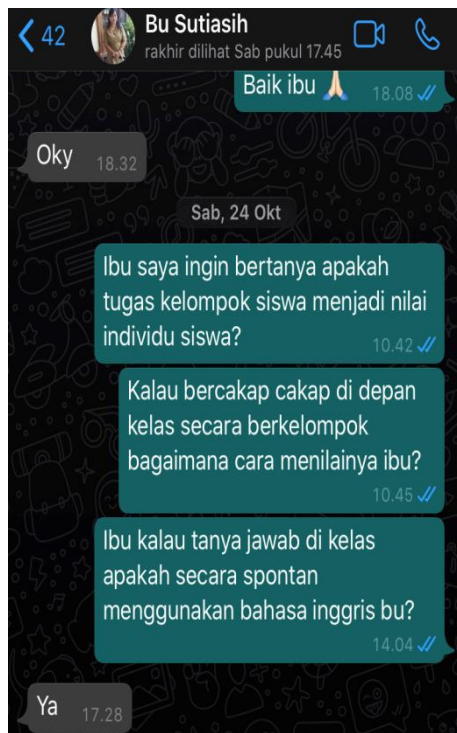 42
Bu Sutiasih
rakhir dilihat Sab pukul 17.45
Baik ibu 🙏🏻
18.08
Oky
18.32
Sab, 24 Okt
Ibu saya ingin bertanya apakah
tugas kelompok siswa menjadi nilai
individu siswa?
10.42
Kalau bercakap cakap di depan
kelas secara berkelompok
bagaimana cara menilainya ibu?
10.45
Ibu kalau tanya jawab di kelas
apakah secara spontan
menggunakan bahasa inggris bu?
14.04
Ya
17.28